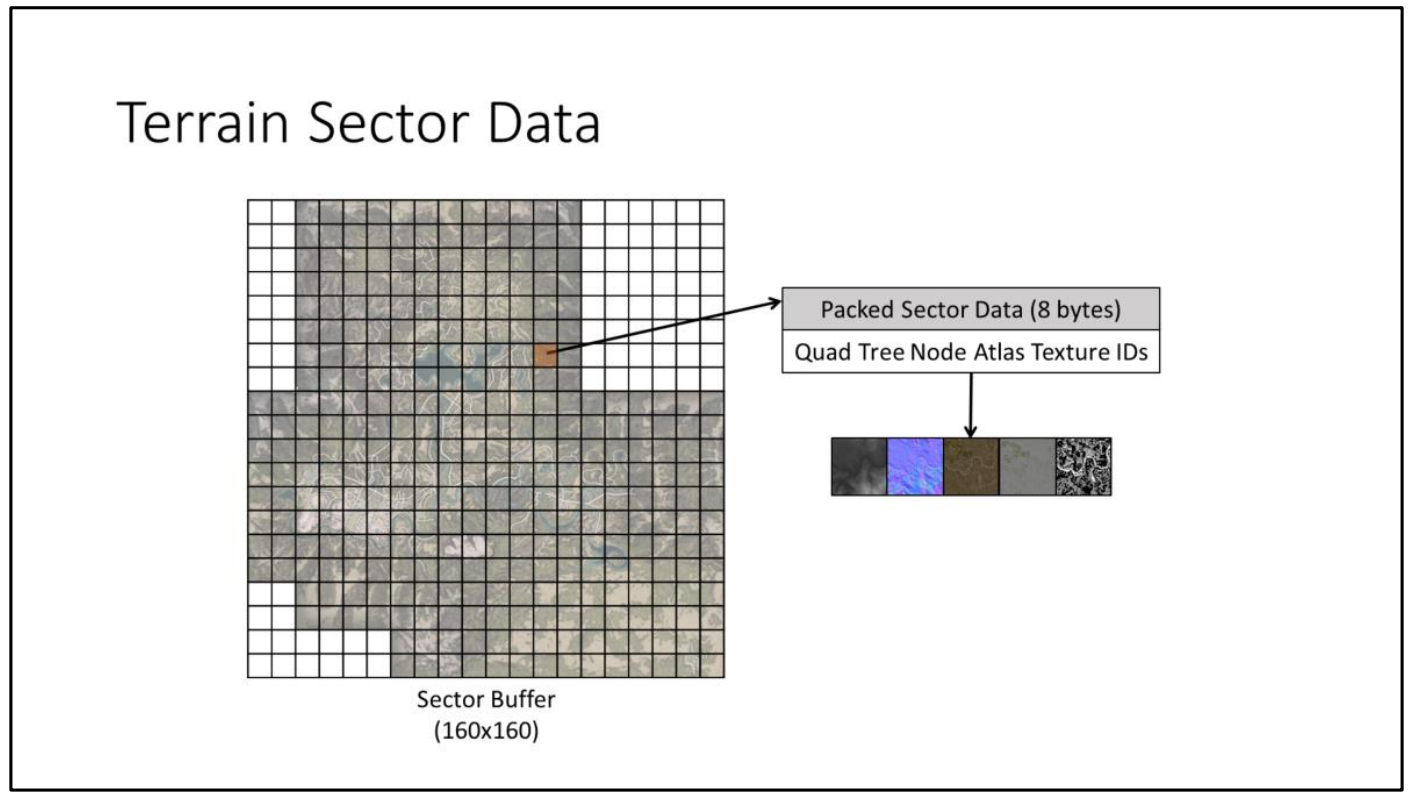 Terrain Sector Data
Packed Sector Data (8 bytes)
Quad Tree Node Atlas Texture IDs
Sector Buffer
(160x160)